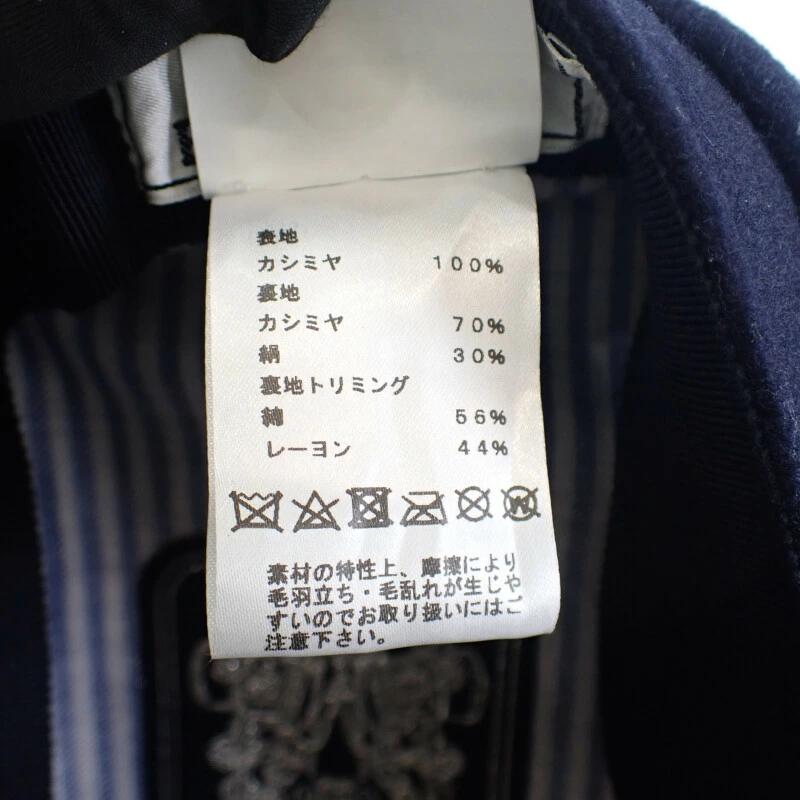 表地
カシミヤ 100%
裏地
カシミヤ 70%
絹 30%
裏地トリミング
綿 56%
レーヨン 44%
素材の特性上、摩擦により
毛羽立ち・毛乱れが生じや
すいのでお取り扱いにはご
注意下さい。